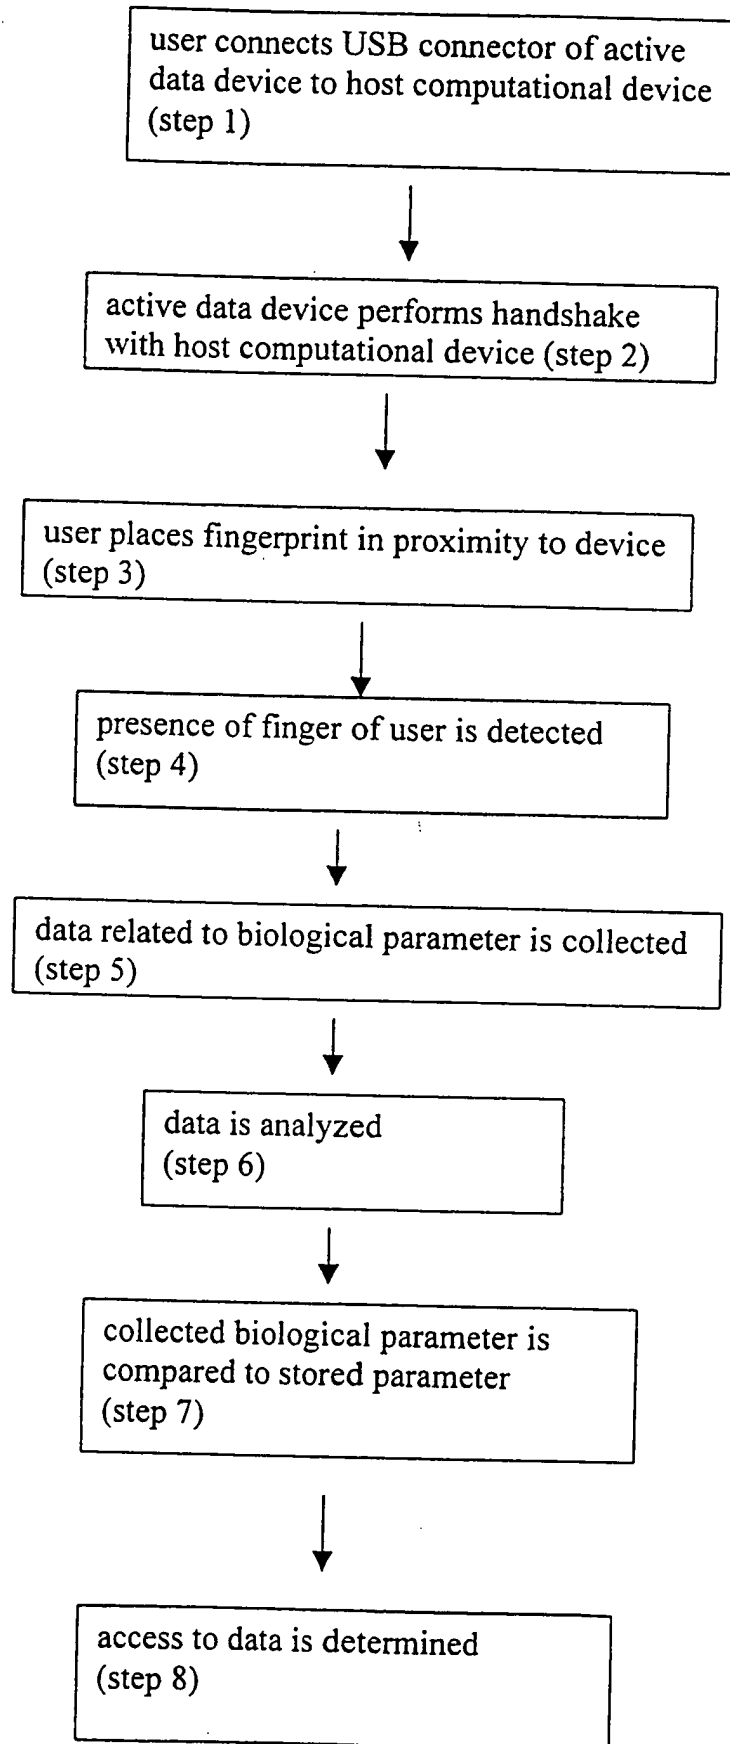 user connects USB connector of active
data device to host computational device
(step 1)
active data device performs handshake
with host computational device (step 2)
user places fingerprint in proximity to device
(step 3)
presence of finger of user is detected
(step 4)
data related to biological parameter is collected
(step 5)
data is analyzed
(step 6)
collected biological parameter is
compared to stored parameter
(step 7)
access to data is determined
(step 8)